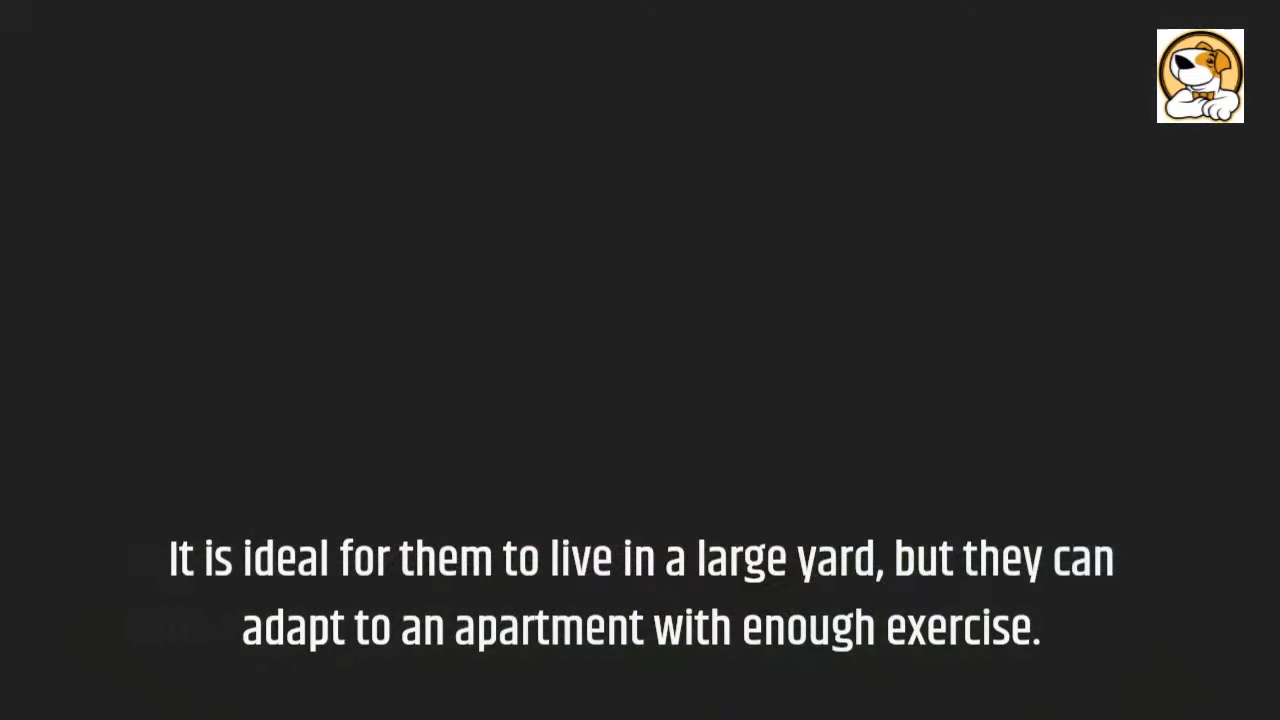 It is ideal for them to live in a large yard, but they can
adapt to an apartment with enough exercise.